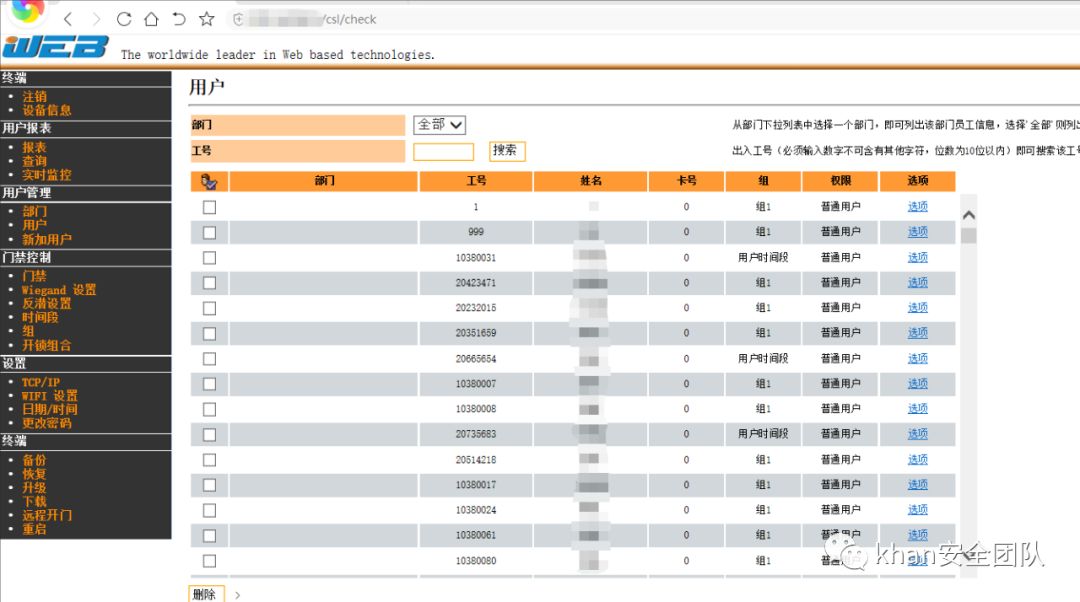 /csl/check
iWEB
The worldwide leader in Web based technologies.
终端
注销
设备信息
用户报表
报表
查询
实时监控
用户管理
部门
用户
新加用户
门禁控制
门禁
Wiegand 设置
反潜设置
时间段
组
开锁组合
设置
TCP/IP
WIFI 设置
日期/时间
更改密码
终端
备份
恢复
升级
下载
远程开门
重启
用户
部门 全部 从部门下拉列表中选择一个部门，即可列出该部门员工信息，选择'全部'则列出
工号 搜索 出入工号（必须输入数字不可含有其他字符，位数为10位以内）即可搜索该工号
部门 工号 姓名 卡号 组 权限 选项
1 0 组1 普通用户 选项
999 0 组1 普通用户 选项
10380031 0 用户时间段 普通用户 选项
20423471 0 组1 普通用户 选项
20232015 0 组1 普通用户 选项
20351659 0 组1 普通用户 选项
20665654 0 用户时间段 普通用户 选项
10380007 0 组1 普通用户 选项
10380008 0 组1 普通用户 选项
20735683 0 用户时间段 普通用户 选项
20514218 0 组1 普通用户 选项
10380017 0 组1 普通用户 选项
10380024 0 组1 普通用户 选项
10380061 0 组1 普通用户 选项
10380080 0 组1 普
khan安全团队
删除